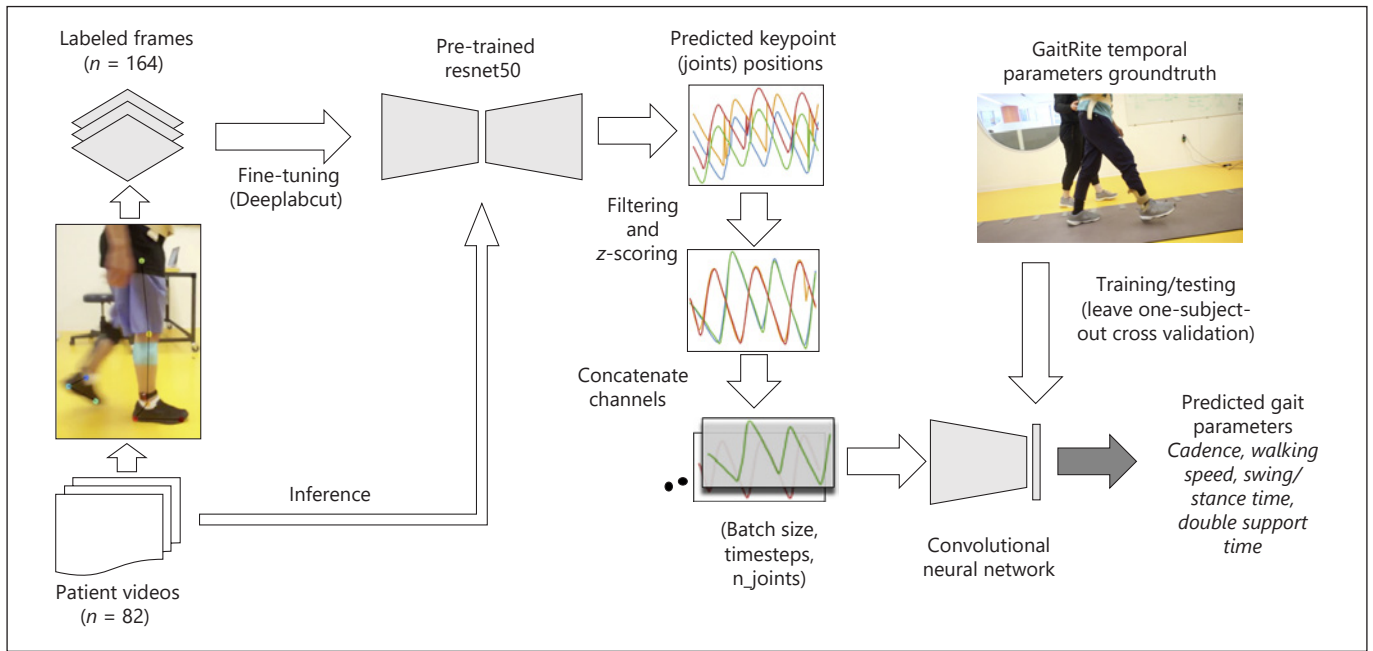 Labeled frames
(n = 164)
Pre-trained
resnet50
Predicted keypoint
(joints) positions
GaitRite temporal
parameters groundtruth
Fine-tuning
(Deeplabcut)
Filtering
and
z-scoring
Training/testing
(leave one-subject-
out cross validation)
Concatenate
channels
Predicted gait
parameters
Cadence, walking
speed, swing/
stance time,
double support
time
Inference
(Batch size,
timesteps,
n_joints)
Convolutional
neural network
Patient videos
(n = 82)